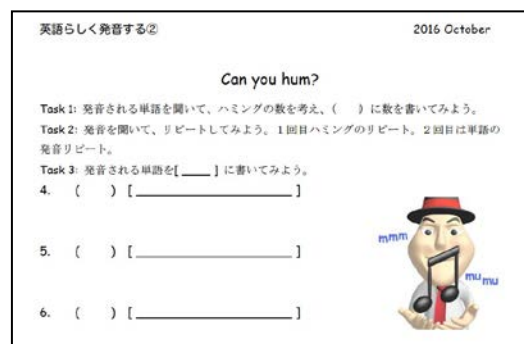 英語らしく発音する② 2016 October
Can you hum?
Task 1: 発音される単語を聞いて、ハミングの数を考え、(　) に数を書いてみよう。
Task 2: 発音を聞いて、リピートしてみよう。1回目ハミングのリピート。2回目は単語の
発音リピート。
Task 3: 発音される単語を[ ____ ] に書いてみよう。
4. (　) [____________________]
mmm
5. (　) [____________________]
mu mu
6. (　) [____________________]